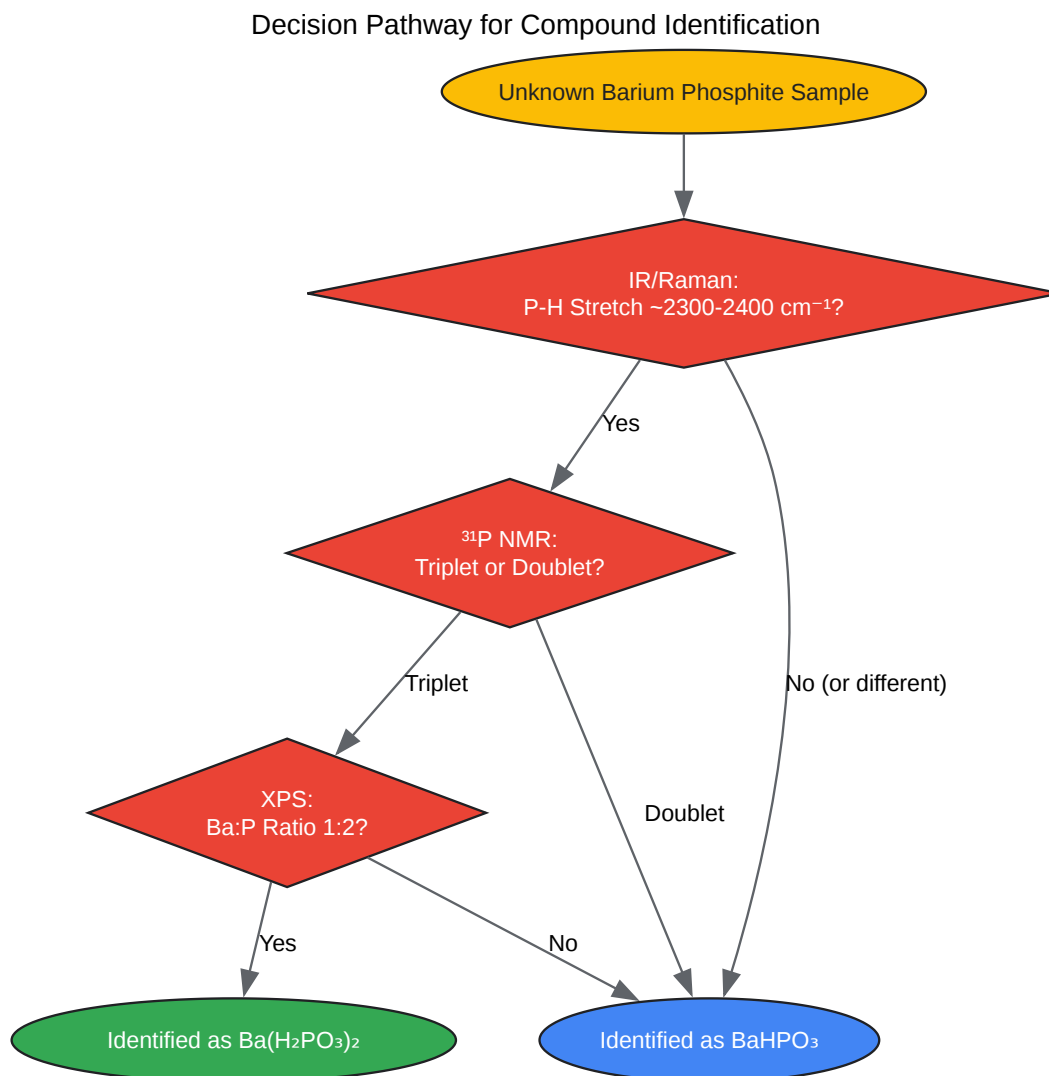 Decision Pathway for Compound Identification
Unknown Barium Phosphite Sample
IR/Raman:
P-H Stretch ~2300-2400 cm⁻¹?
Yes
³¹P NMR:
Triplet or Doublet?
Triplet
No (or different)
XPS:
Ba:P Ratio 1:2?
Doublet
Yes
No
Identified as Ba(H₂PO₃)₂
Identified as BaHPO₃